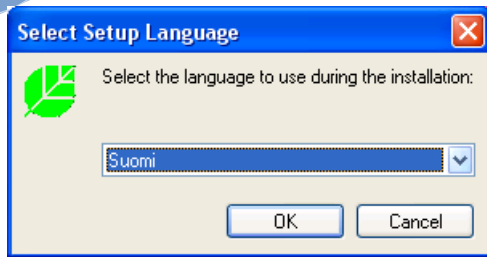 Select Setup Language
Select the language to use during the installation:
Suomi
OK
Cancel